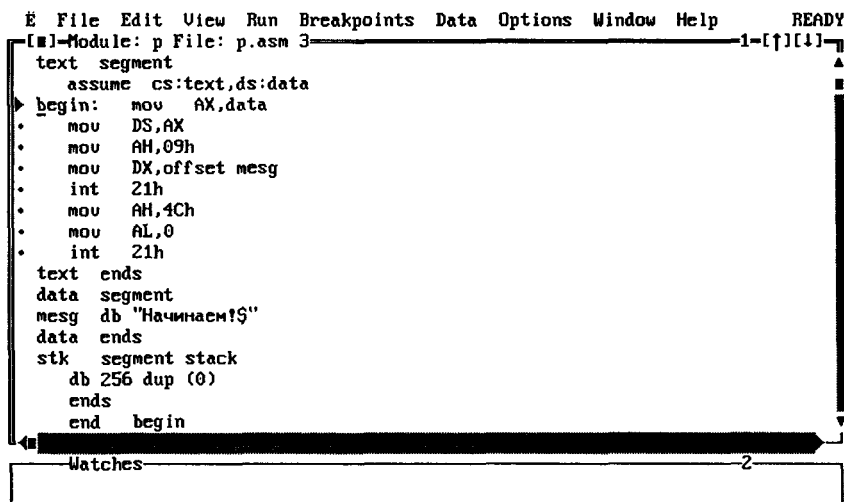 Ë File Edit View Run Breakpoints Data Options Window Help READY
[■]=Module: p File: p.asm 3 1=[↑][↓]
text segment
assume cs:text,ds:data
begin: mov AX,data
mov DS,AX
mov AH,09h
mov DX,offset mesg
int 21h
mov AH,4Ch
mov AL,0
int 21h
text ends
data segment
mesg db "Начинаем!$"
data ends
stk segment stack
db 256 dup (0)
ends
end begin
Watches 2